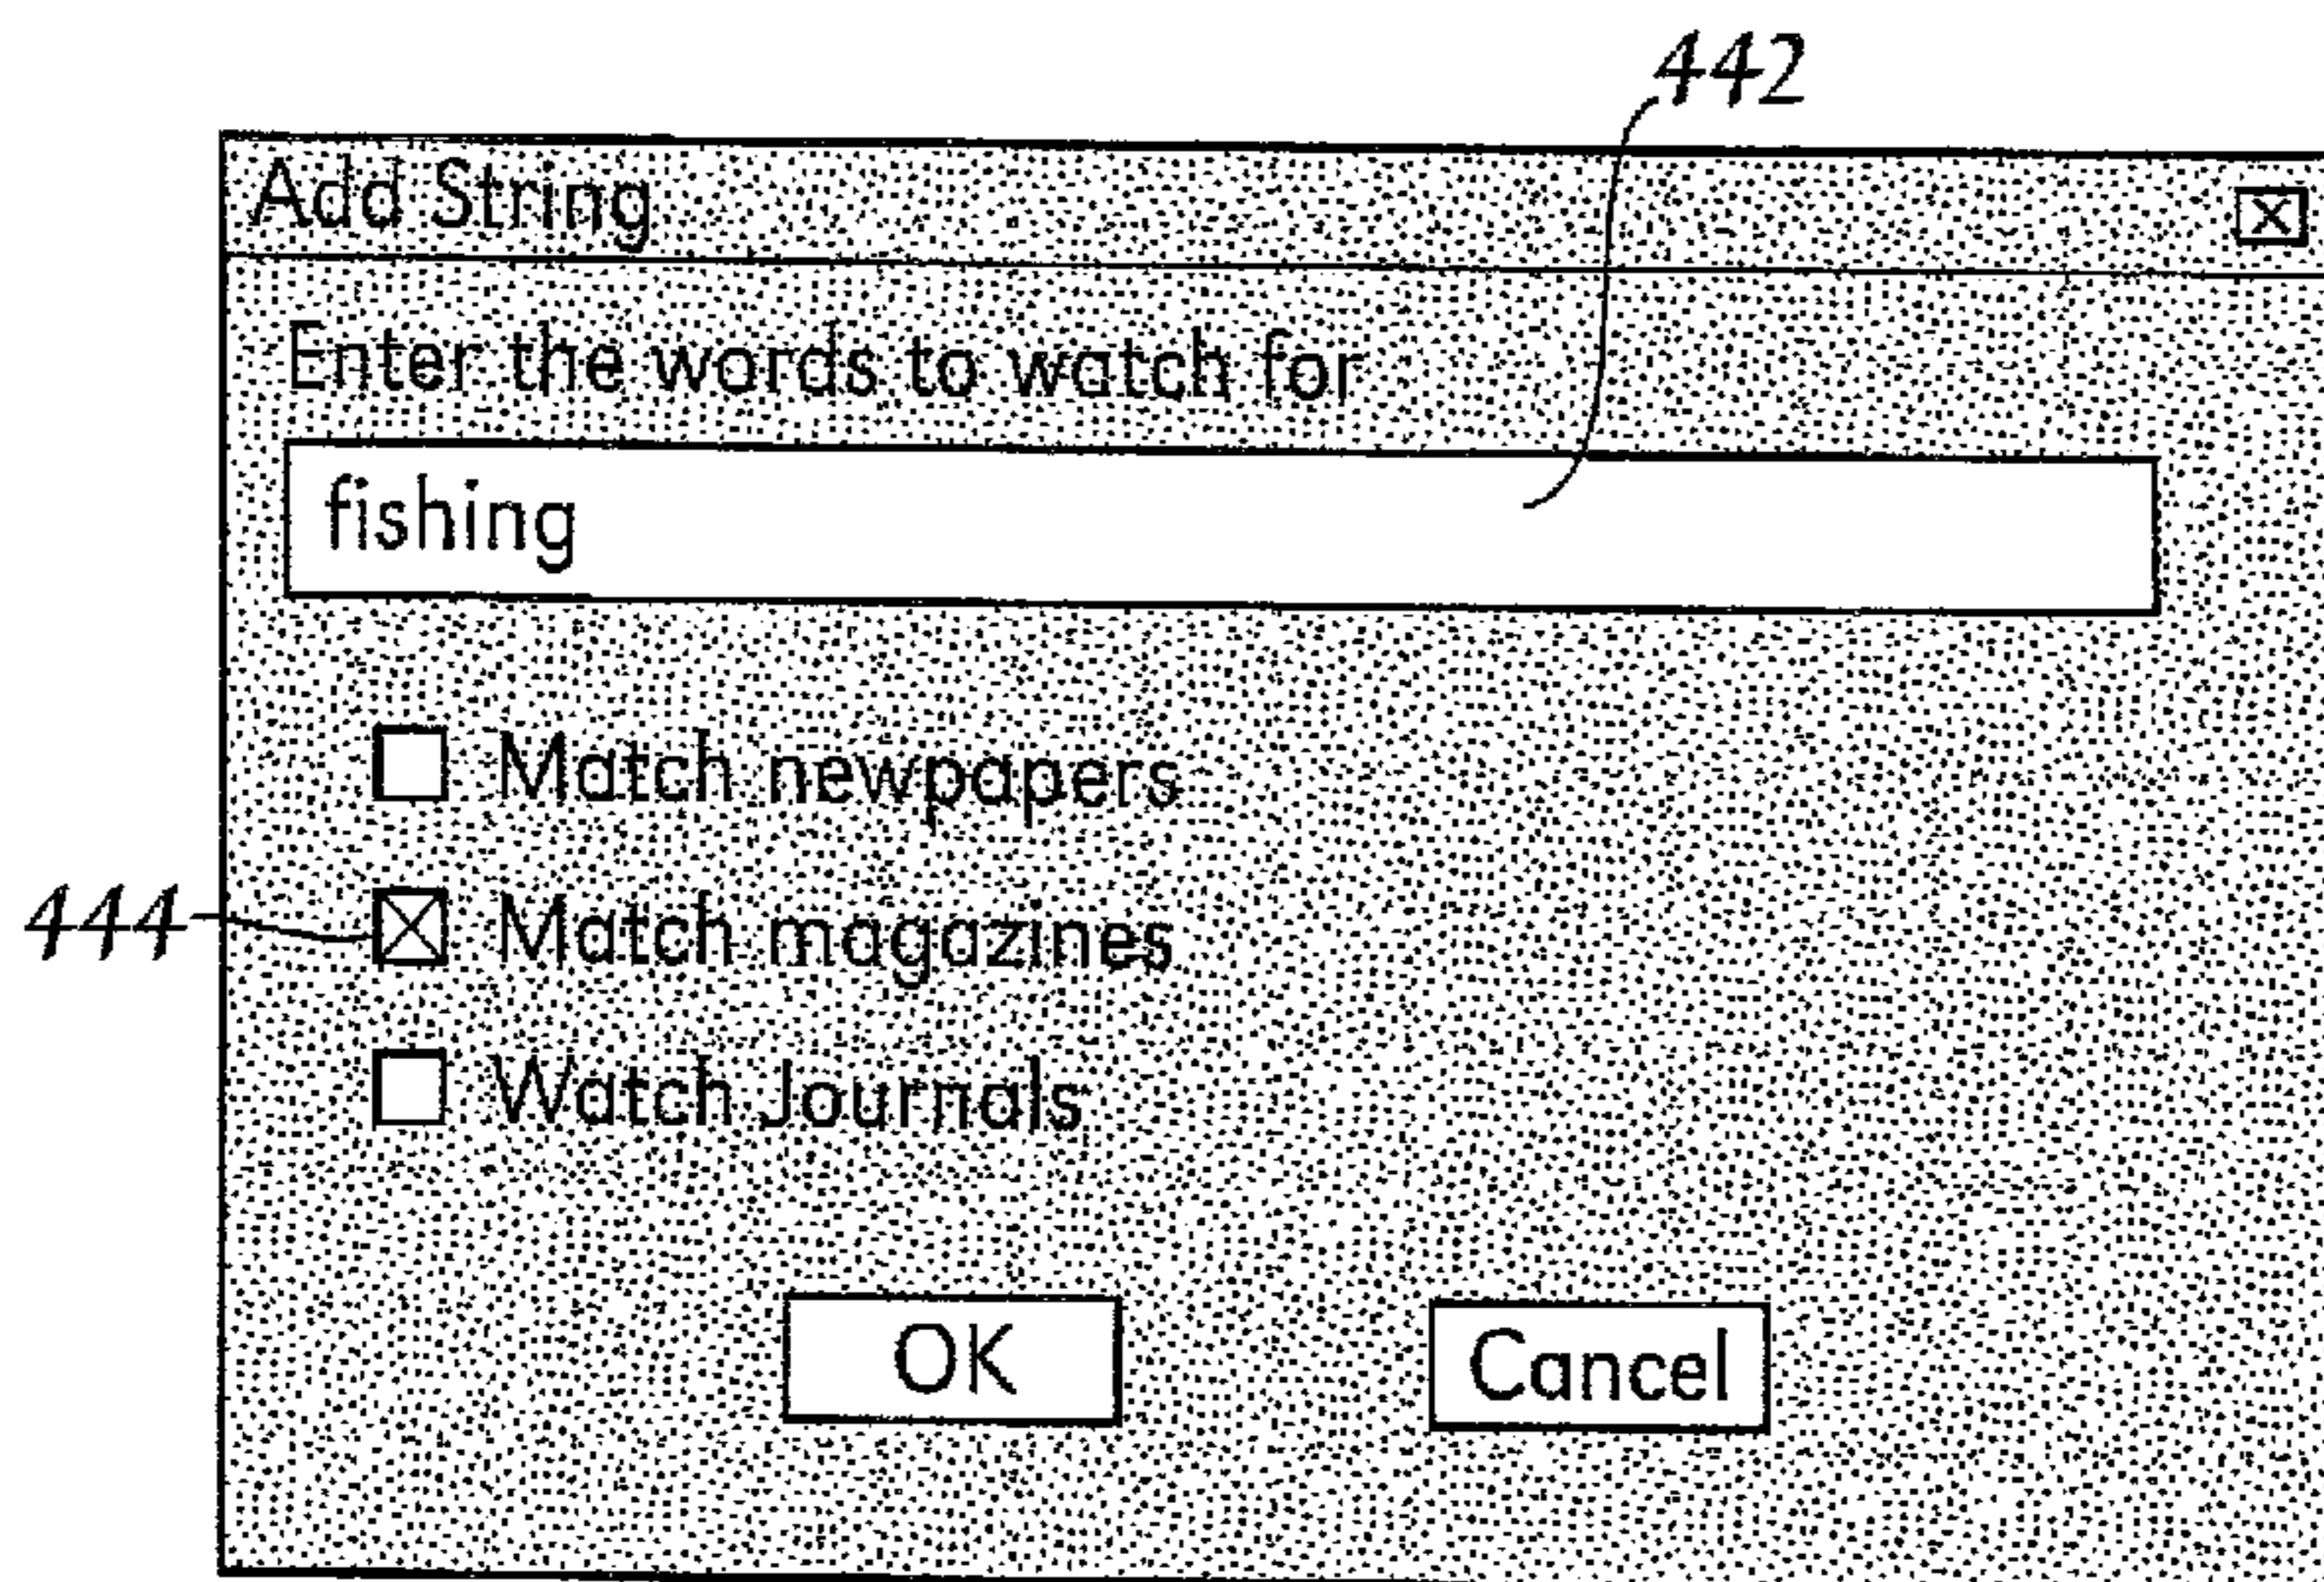 442
Add String
Enter the words to watch for
fishing
Match newpapers
444
Match magazines
Watch Journals
OK
Cancel